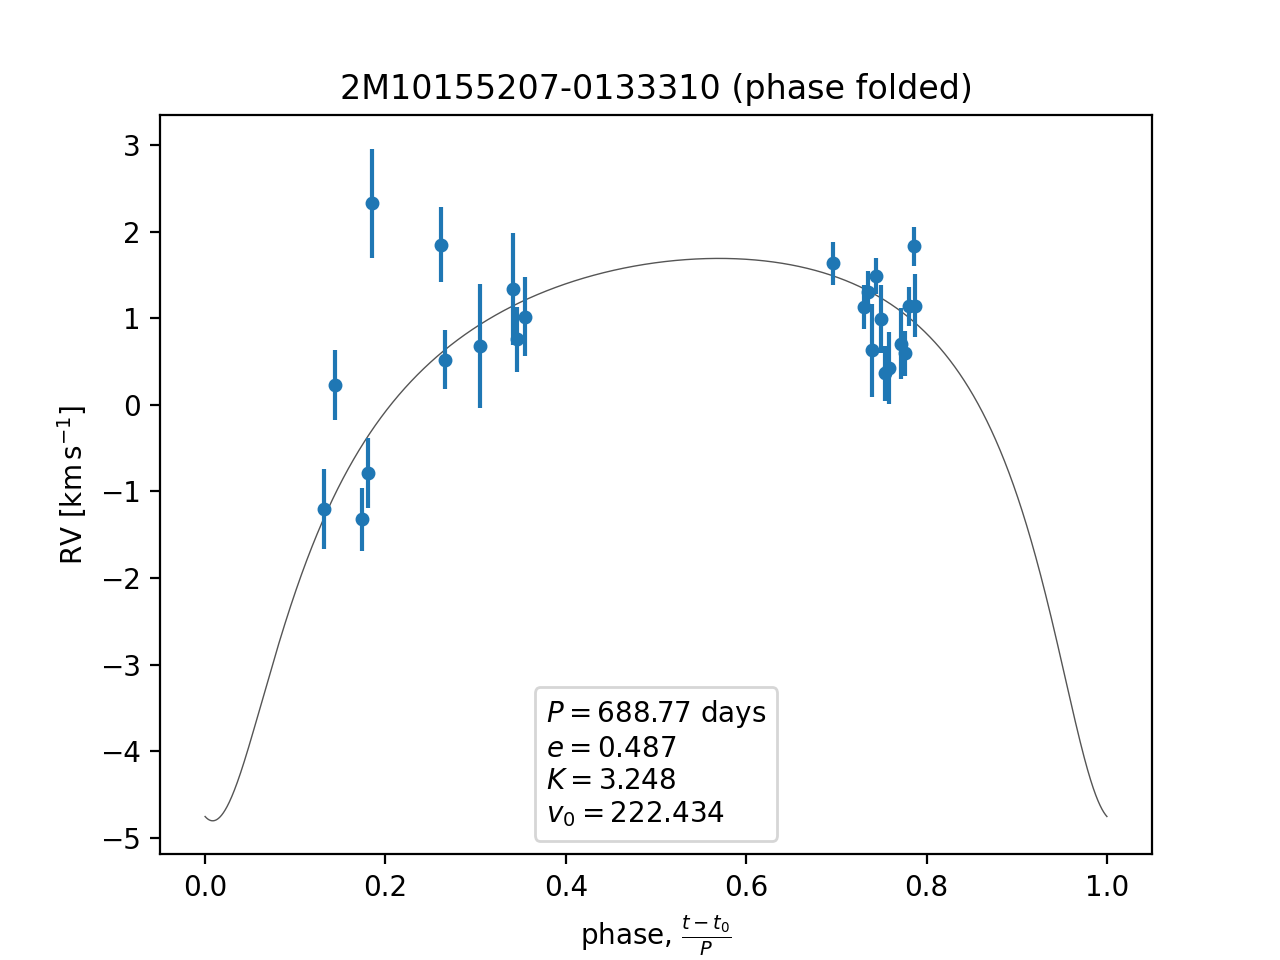 2M10155207-0133310 (phase folded)
3
2
1
0
−1
−2
−3
−4
−5
RV [km s⁻¹]
P = 688.77 days
e = 0.487
K = 3.248
v₀ = 222.434
0.0 0.2 0.4 0.6 0.8 1.0
phase, (t − t₀)/P